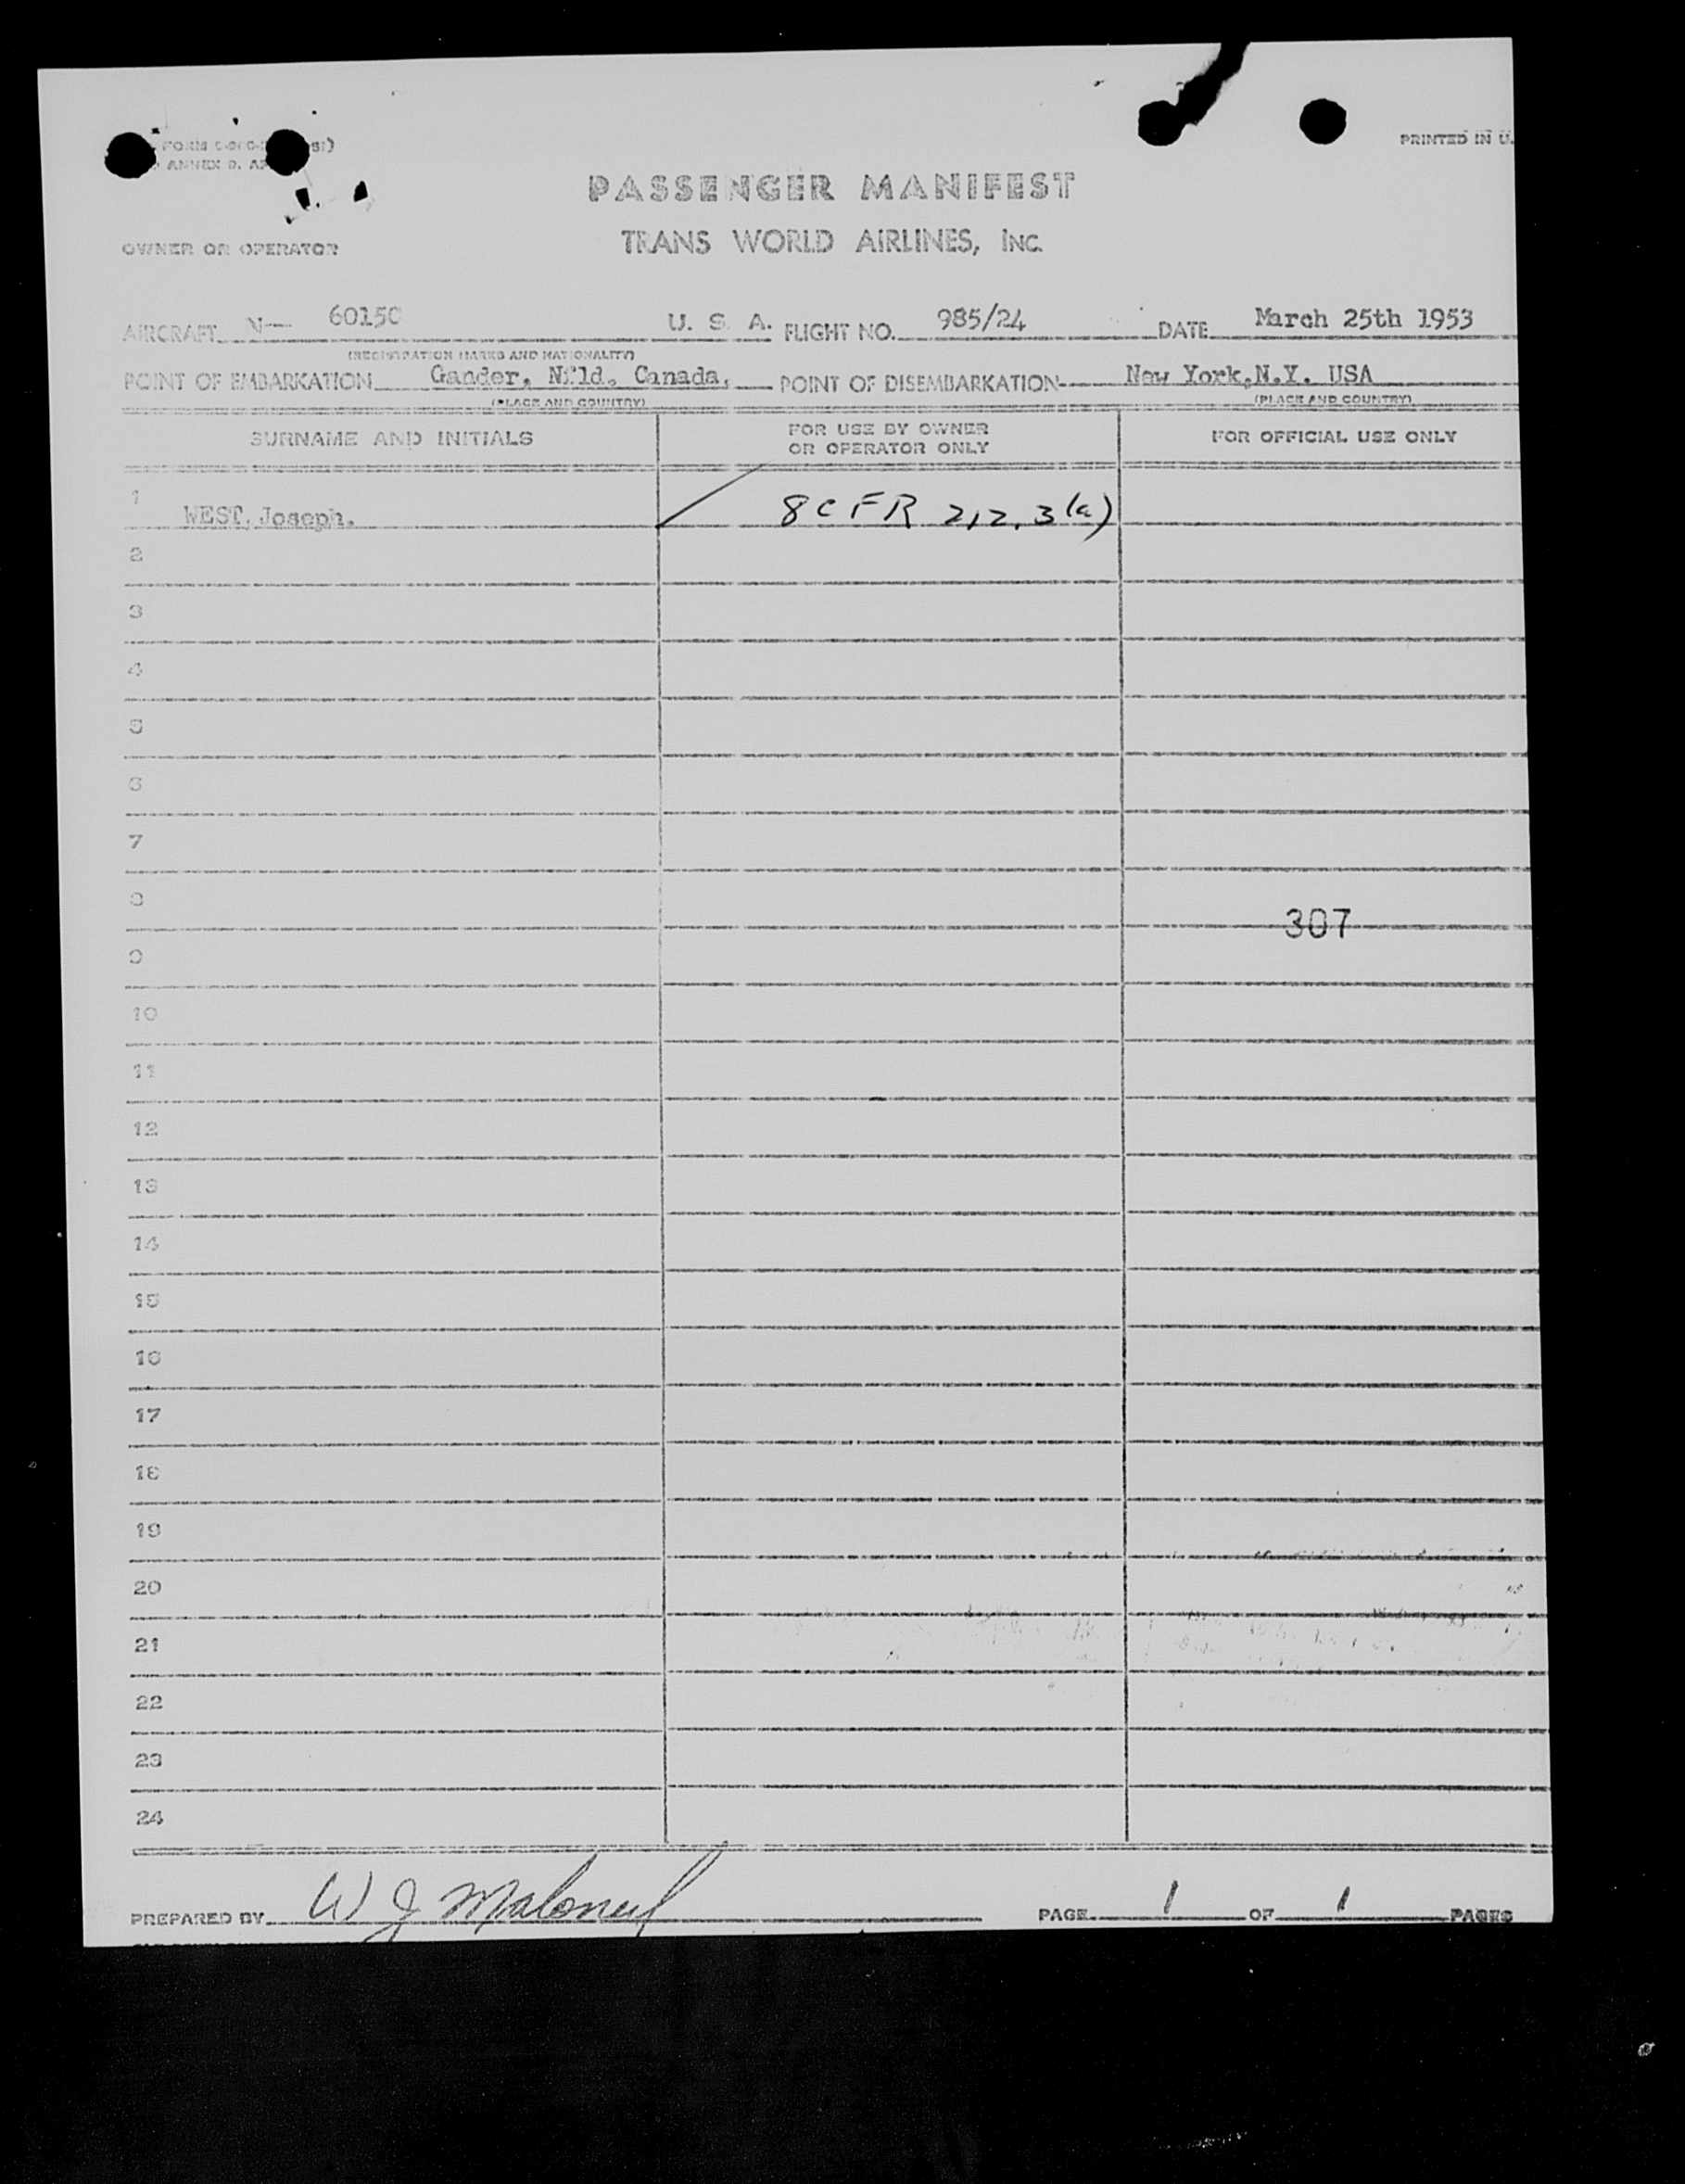 PRINTED IN U.
ANNEX 9.
PASSENGER MANIFEST
OWNER OR OPERATOR
TRANS WORLD AIRLINES, INC.
AIRCRAFT N— 6015C U. S. A. FLIGHT NO. 985/24 DATE March 25th 1953
(REGISTRATION MARKS AND NATIONALITY)
POINT OF EMBARKATION Gander, Nfld, Canada, POINT OF DISEMBARKATION New York,N.Y. USA
(PLACE AND COUNTRY) (PLACE AND COUNTRY)
SURNAME AND INITIALS FOR USE BY OWNER OR OPERATOR ONLY FOR OFFICIAL USE ONLY
1 WEST, Joseph. 8 CFR 212.3(a)
2
3
4
5
6
7
8 307
9
10
11
12
13
14
15
16
17
18
19
20
21
22
23
24
PREPARED BY W J Maloney PAGE 1 OF 1 PAGES